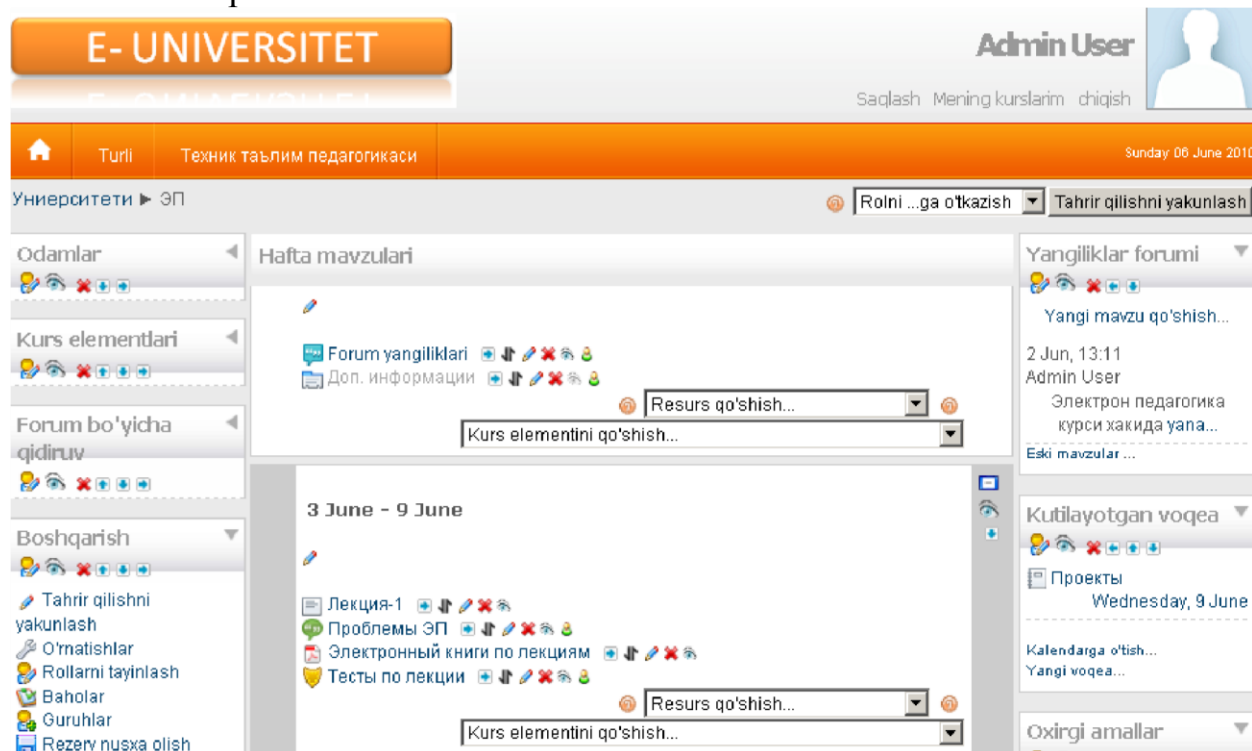 E- UNIVERSITET
Admin User
Saqlash Mening kurslarim chiqish
Turli Техник таълим педагогикаси
Sunday 06 June 2010
Университети ► ЭП
Rolni ...ga o'tkazish Tahrir qilishni yakunlash
Odamlar
Kurs elementlari
Forum bo'yicha
qidiruv
Boshqarish
Tahrir qilishni
yakunlash
O'rnatishlar
Rollarni tayinlash
Baholar
Guruhlar
Rezerv nusxa olish
Hafta mavzulari
Forum yangiliklari
Доп. информации
Resurs qo'shish...
Kurs elementini qo'shish...
3 June - 9 June
Лекция-1
Проблемы ЭП
Электронный книги по лекциям
Тесты по лекции
Resurs qo'shish...
Kurs elementini qo'shish...
Yangiliklar forumi
Yangi mavzu qo'shish...
2 Jun, 13:11
Admin User
Электрон педагогика
курси хакида yana...
Eski mavzular ...
Kutilayotgan voqea
Проекты
Wednesday, 9 June
Kalendarga o'tish...
Yangi voqea...
Oxirgi amallar